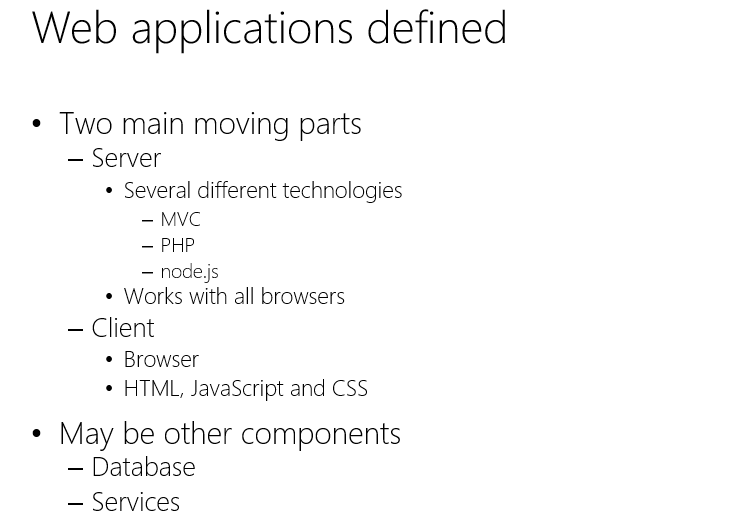 Web applications defined
• Two main moving parts
– Server
• Several different technologies
– MVC
– PHP
– node.js
• Works with all browsers
– Client
• Browser
• HTML, JavaScript and CSS
• May be other components
– Database
– Services